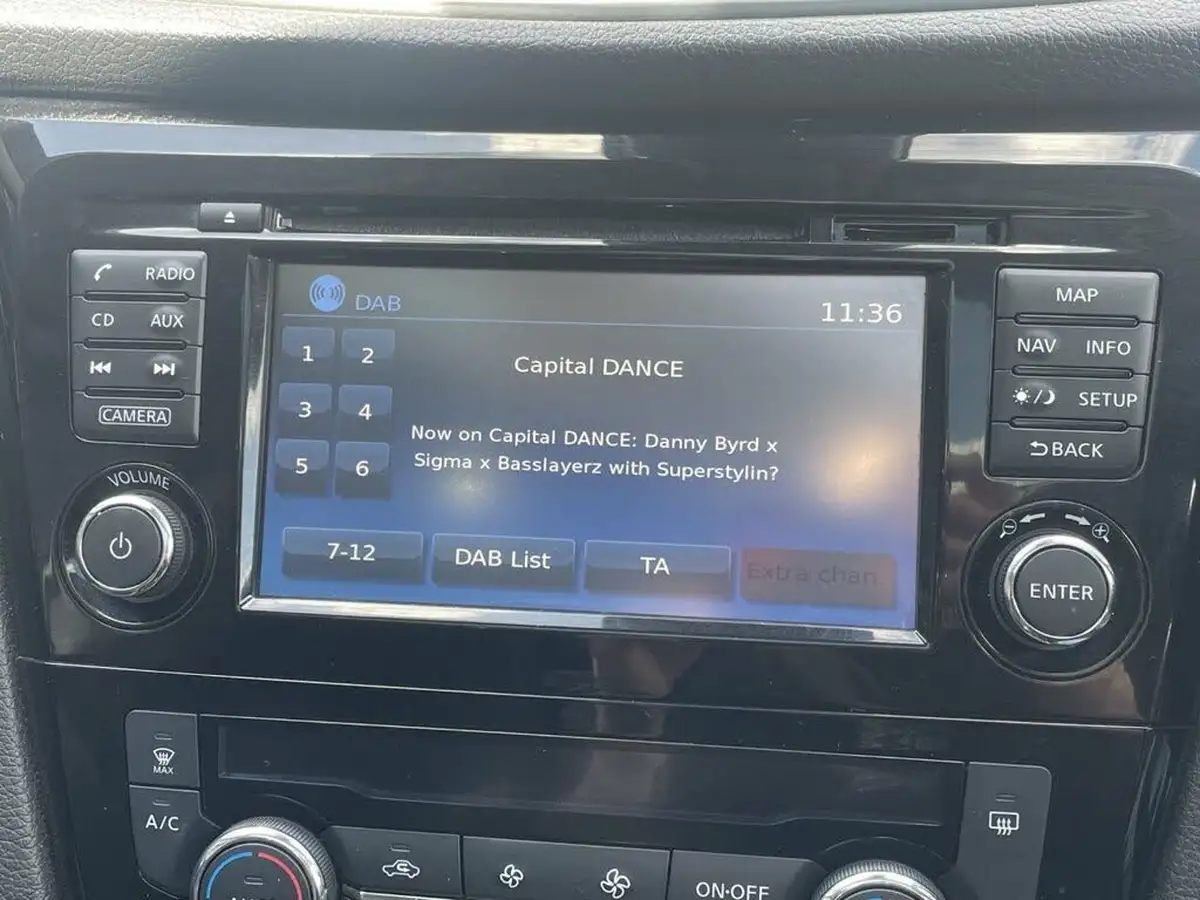 RADIO
CD AUX
CAMERA
VOLUME
DAB
11:36
1 2
3 4
5 6
Capital DANCE
Now on Capital DANCE: Danny Byrd x
Sigma x Basslayerz with Superstylin?
7-12 DAB List TA Extra chan.
MAP
NAV INFO
SETUP
BACK
ENTER
MAX
A/C
ON·OFF